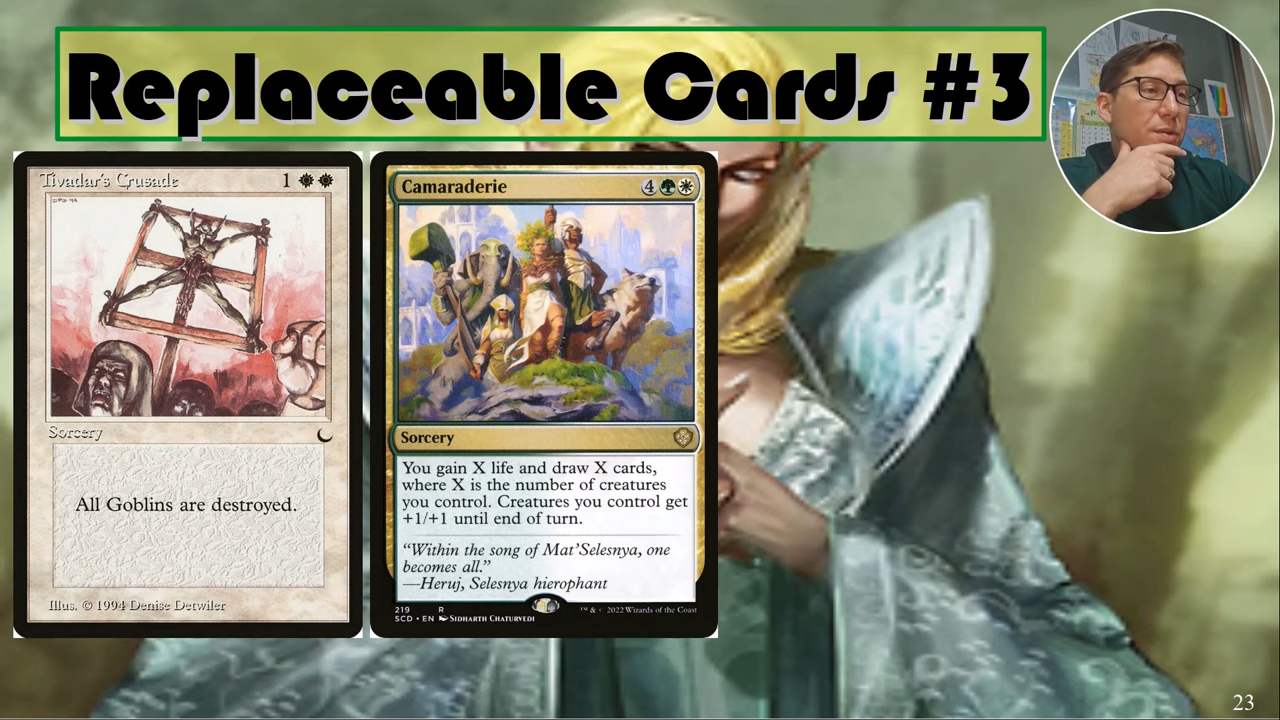 Replaceable Cards #3
Tivadar's Crusade 1
Sorcery
All Goblins are destroyed.
Illus. © 1994 Denise Detwiler
Camaraderie 4
Sorcery
You gain X life and draw X cards,
where X is the number of creatures
you control. Creatures you control get
+1/+1 until end of turn.
“Within the song of Mat’Selesnya, one
becomes all.”
—Heruj, Selesnya hierophant
219 R
SCD • EN Sidharth Chaturvedi
™ & © 2022 Wizards of the Coast
23